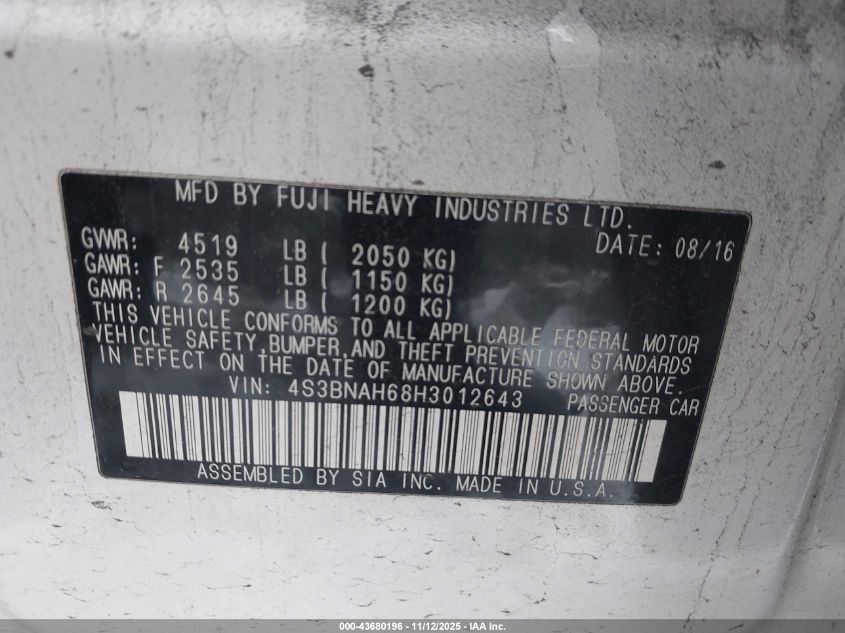 MFD BY FUJI HEAVY INDUSTRIES LTD.
DATE: 08/16
GVWR: 4519 LB ( 2050 KG)
GAWR: F 2535 LB ( 1150 KG)
GAWR: R 2645 LB ( 1200 KG)
THIS VEHICLE CONFORMS TO ALL APPLICABLE FEDERAL MOTOR
VEHICLE SAFETY,BUMPER,AND THEFT PREVENTION STANDARDS
IN EFFECT ON THE DATE OF MANUFACTURE SHOWN ABOVE.
VIN: 4S3BNAH68H3012643 PASSENGER CAR
ASSEMBLED BY SIA INC. MADE IN U.S.A.
000-43680196 - 11/12/2025 - IAA Inc.